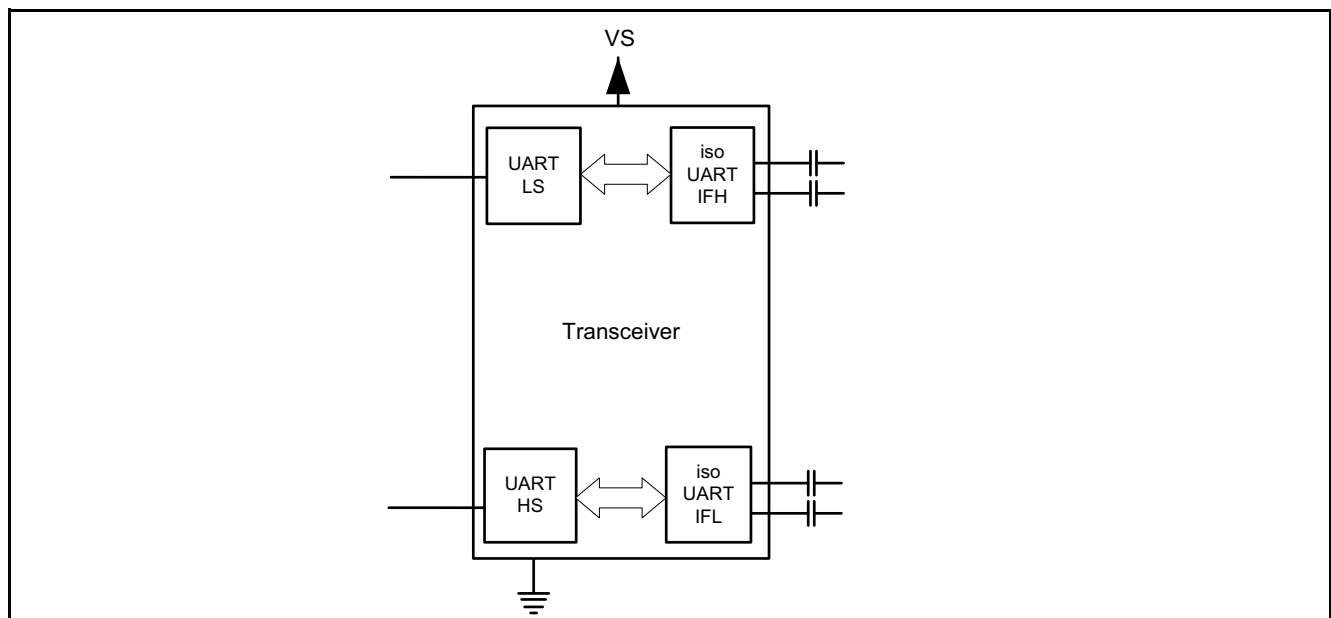 VS
UART
LS
iso
UART
IFH
Transceiver
UART
HS
iso
UART
IFL